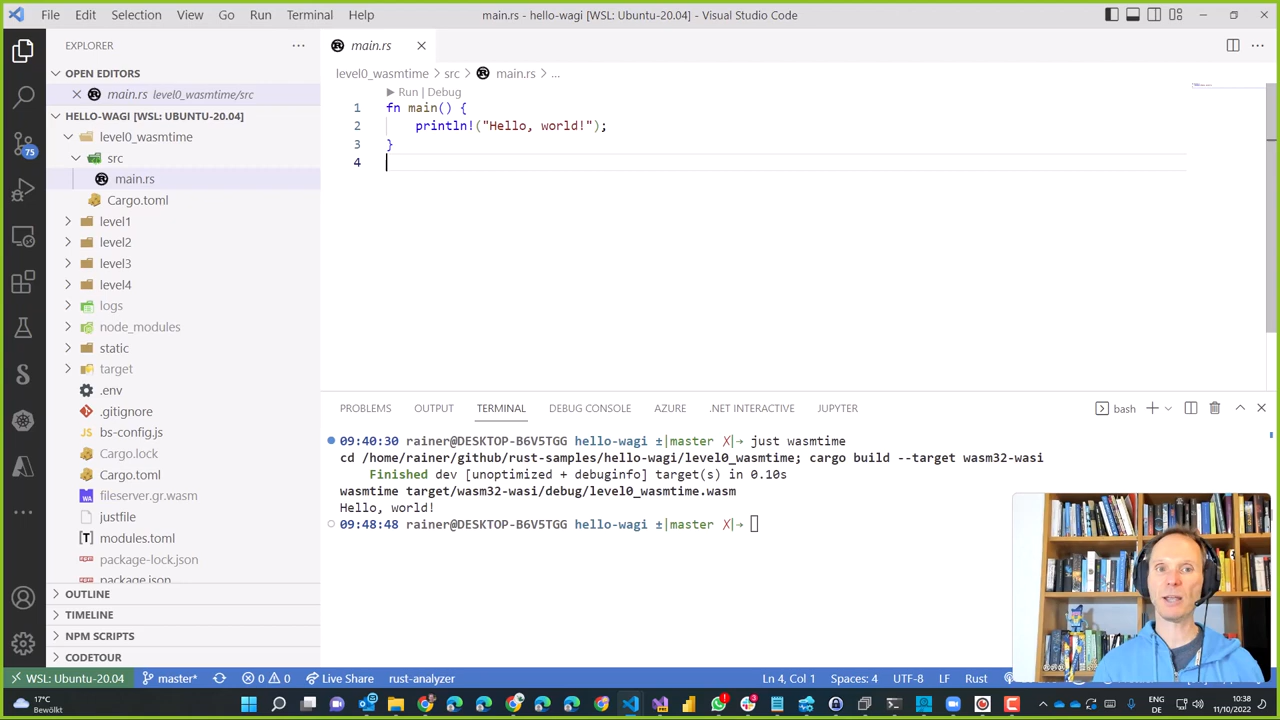 File Edit Selection View Go Run Terminal Help
main.rs - hello-wagi [WSL: Ubuntu-20.04] - Visual Studio Code
EXPLORER
OPEN EDITORS
main.rs level0_wasmtime/src
HELLO-WAGI [WSL: UBUNTU-20.04]
level0_wasmtime
src
main.rs
Cargo.toml
level1
level2
level3
level4
logs
node_modules
static
target
.env
.gitignore
bs-config.js
Cargo.lock
Cargo.toml
fileserver.gr.wasm
justfile
modules.toml
package-lock.json
package.json
OUTLINE
TIMELINE
NPM SCRIPTS
CODETOUR
75
main.rs
level0_wasmtime > src > main.rs > ...
Run | Debug
1 fn main() {
2 println!("Hello, world!");
3 }
4
PROBLEMS OUTPUT TERMINAL DEBUG CONSOLE AZURE .NET INTERACTIVE JUPYTER
bash
09:40:30 rainer@DESKTOP-B6V5TGG hello-wagi ±|master ✗|→ just wasmtime
cd /home/rainer/github/rust-samples/hello-wagi/level0_wasmtime; cargo build --target wasm32-wasi
Finished dev [unoptimized + debuginfo] target(s) in 0.10s
wasmtime target/wasm32-wasi/debug/level0_wasmtime.wasm
Hello, world!
09:48:48 rainer@DESKTOP-B6V5TGG hello-wagi ±|master ✗|→
WSL: Ubuntu-20.04 master* 0 0 Live Share rust-analyzer
Ln 4, Col 1 Spaces: 4 UTF-8 LF Rust
17°C
Bewölkt
ENG
DE
10:38
11/10/2022